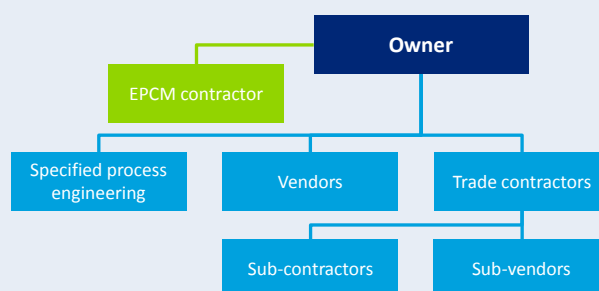 Owner
EPCM contractor
Specified process
engineering
Vendors
Trade contractors
Sub-contractors
Sub-vendors